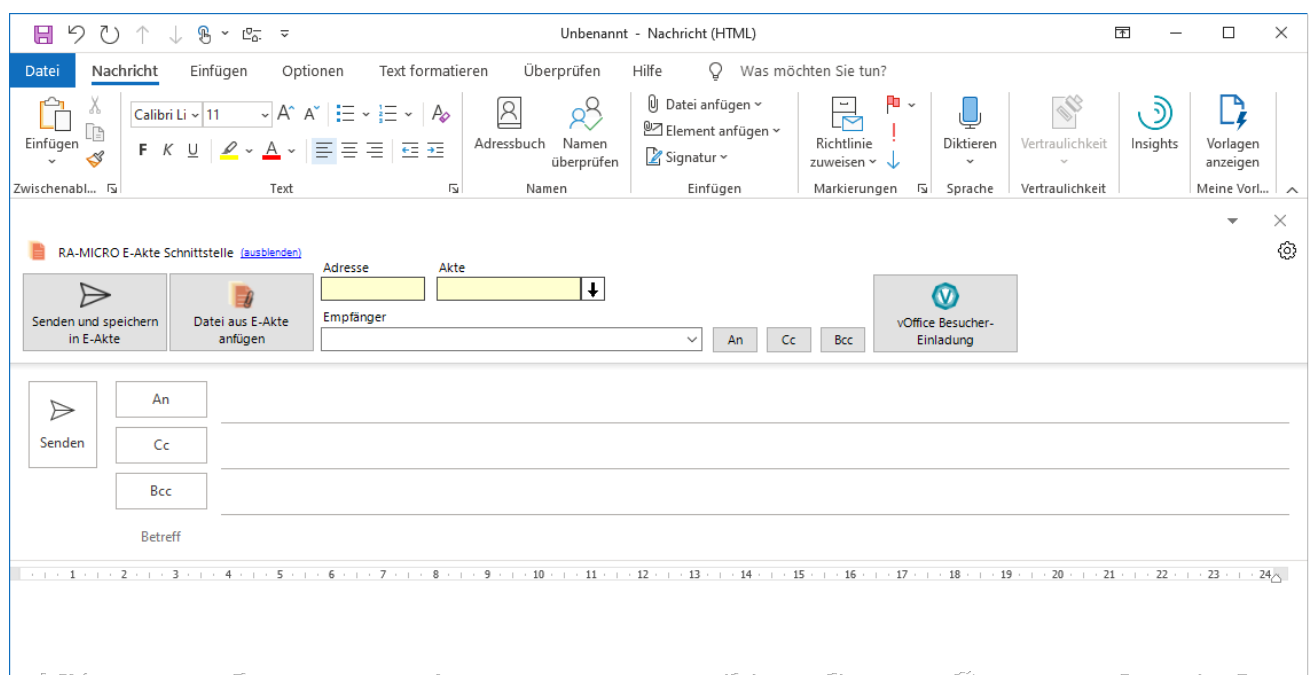 Unbenannt - Nachricht (HTML)
Datei Nachricht Einfügen Optionen Text formatieren Überprüfen Hilfe Was möchten Sie tun?
Einfügen
Calibri Li 11
F K U
Adressbuch
Namen überprüfen
Datei anfügen
Element anfügen
Signatur
Richtlinie zuweisen
Diktieren
Vertraulichkeit
Insights
Vorlagen anzeigen
Zwischenabl... Text Namen Einfügen Markierungen Sprache Vertraulichkeit Meine Vorl...
RA-MICRO E-Akte Schnittstelle (ausblenden)
Senden und speichern
in E-Akte
Datei aus E-Akte
anfügen
Adresse Akte
Empfänger
An Cc Bcc
vOffice Besucher-
Einladung
Senden
An
Cc
Bcc
Betreff
1 2 3 4 5 6 7 8 9 10 11 12 13 14 15 16 17 18 19 20 21 22 23 24